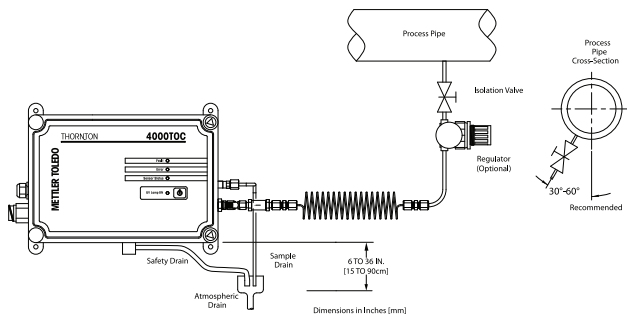 Process Pipe
Process
Pipe
Cross-Section
Isolation Valve
Regulator
(Optional)
30°-60°
Recommended
THORNTON
4000TOC
METTLER TOLEDO
Fault
Error
Sensor Status
UV Lamp ON
Safety Drain
Sample
Drain
6 TO 36 IN.
[15 TO 90cm]
Atmospheric
Drain
Dimensions in Inches [mm]